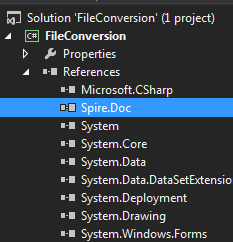 Solution 'FileConversion' (1 project)
C# FileConversion
Properties
References
Microsoft.CSharp
Spire.Doc
System
System.Core
System.Data
System.Data.DataSetExtensio
System.Deployment
System.Drawing
System.Windows.Forms